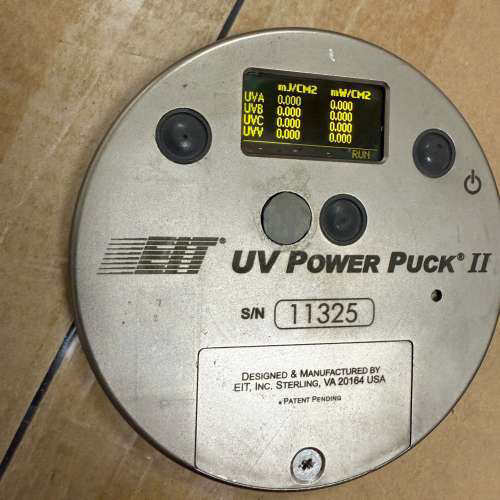 mJ/CM2 mW/CM2
UVA 0.000 0.000
UVB 0.000 0.000
UVC 0.000 0.000
UVV 0.000 0.000
RUN
EIT® UV POWER PUCK® II
S/N 11325
DESIGNED & MANUFACTURED BY
EIT, INC. STERLING, VA 20164 USA
• PATENT PENDING